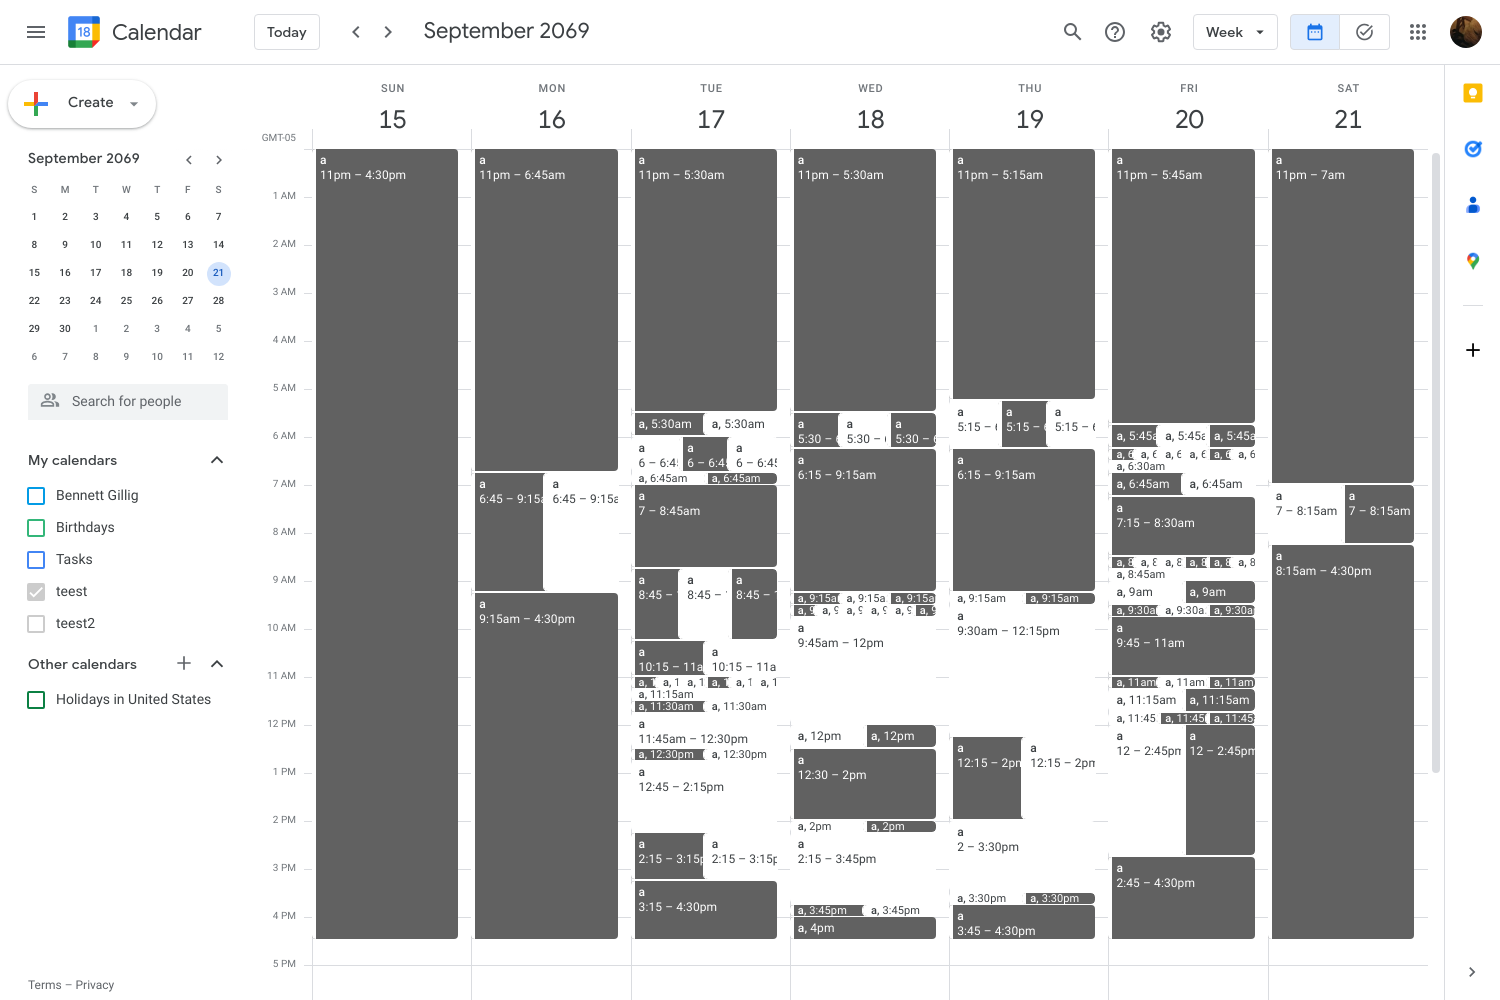 18
Calendar
Today
September 2069
Week
Create
September 2069
S M T W T F S
1 2 3 4 5 6 7
8 9 10 11 12 13 14
15 16 17 18 19 20 21
22 23 24 25 26 27 28
29 30 1 2 3 4 5
6 7 8 9 10 11 12
Search for people
My calendars
Bennett Gillig
Birthdays
Tasks
teest
teest2
Other calendars
Holidays in United States
Terms – Privacy
GMT-05
1 AM
2 AM
3 AM
4 AM
5 AM
6 AM
7 AM
8 AM
9 AM
10 AM
11 AM
12 PM
1 PM
2 PM
3 PM
4 PM
5 PM
SUN
15
a
11pm – 4:30pm
MON
16
a
11pm – 6:45am
a
6:45 – 9:15a
a
6:45 – 9:15a
a
9:15am – 4:30pm
TUE
17
a
11pm – 5:30am
a, 5:30am
a, 5:30am
a
6 – 6:45
a
6 – 6:45
a
6 – 6:45
a, 6:45am
a, 6:45am
a
7 – 8:45am
a
8:45 –
a
8:45 –
a
8:45 –
a
10:15 – 11a
a
10:15 – 11a
a, 1
a, 1
a, 1
a, 1
a, 1
a, 1
a, 11:15am
a, 11:30am
a, 11:30am
a
11:45am – 12:30pm
a, 12:30pm
a, 12:30pm
a
12:45 – 2:15pm
a
2:15 – 3:15p
a
2:15 – 3:15p
a
3:15 – 4:30pm
WED
18
a
11pm – 5:30am
a
5:30 – 6
a
5:30 –
a
5:30 – 6
a
6:15 – 9:15am
a, 9:15a
a, 9:15a
a, 9:15a
a, 9
a, 9
a, 9
a, 9
a, 9
a, 9
a
9:45am – 12pm
a, 12pm
a, 12pm
a
12:30 – 2pm
a, 2pm
a, 2pm
a
2:15 – 3:45pm
a, 3:45pm
a, 3:45pm
a, 4pm
THU
19
a
11pm – 5:15am
a
5:15 – 6
a
5:15 – 6
a
5:15 – 6
a
6:15 – 9:15am
a, 9:15am
a, 9:15am
a
9:30am – 12:15pm
a
12:15 – 2pm
a
12:15 – 2pm
a
2 – 3:30pm
a, 3:30pm
a, 3:30pm
a
3:45 – 4:30pm
FRI
20
a
11pm – 5:45am
a, 5:45a
a, 5:45a
a, 5:45a
a, 6
a, 6
a, 6
a, 6
a, 6
a, 6
a, 6:30am
a, 6:45am
a, 6:45am
a
7:15 – 8:30am
a, 8
a, 8
a, 8
a, 8
a, 8
a, 8
a, 8:45am
a, 9am
a, 9am
a, 9:30a
a, 9:30a
a, 9:30a
a
9:45 – 11am
a, 11am
a, 11am
a, 11am
a, 11:15am
a, 11:15am
a, 11:45
a, 11:45
a, 11:45
a
12 – 2:45pm
a
12 – 2:45pm
a
2:45 – 4:30pm
SAT
21
a
11pm – 7am
a
7 – 8:15am
a
7 – 8:15am
a
8:15am – 4:30pm